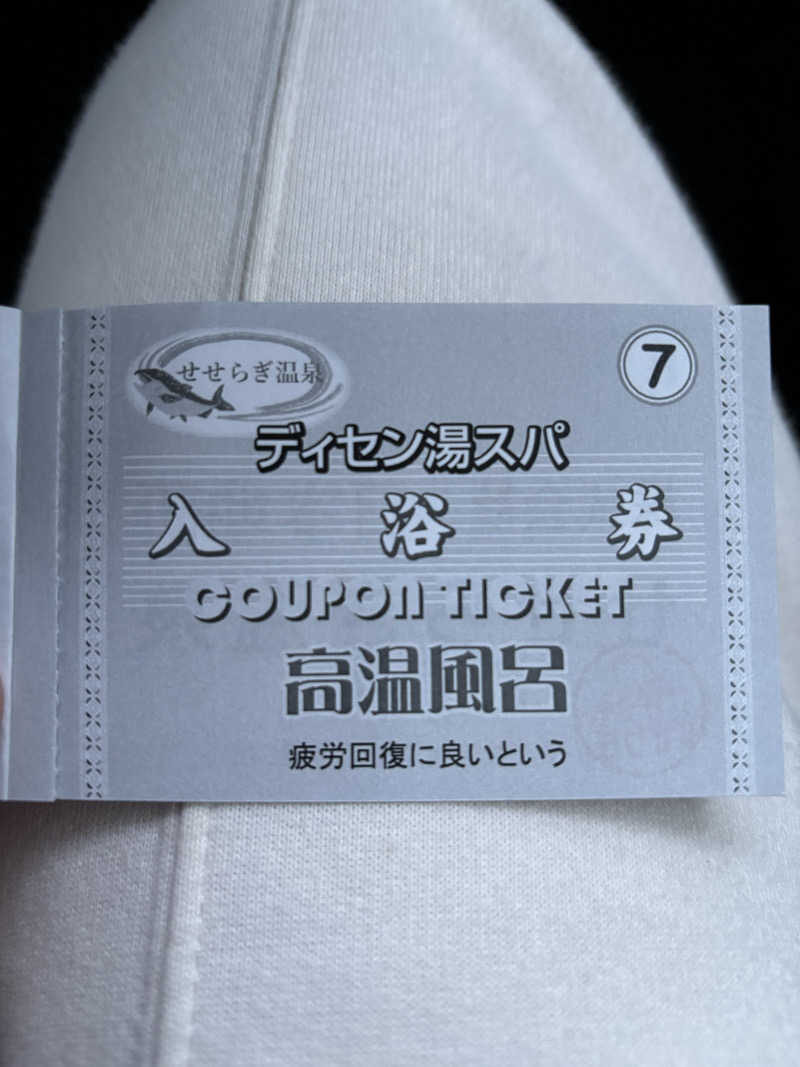 せせらぎ温泉
7
ディセン湯スパ
入浴券
COUPON TICKET
高温風呂
疲労回復に良いという